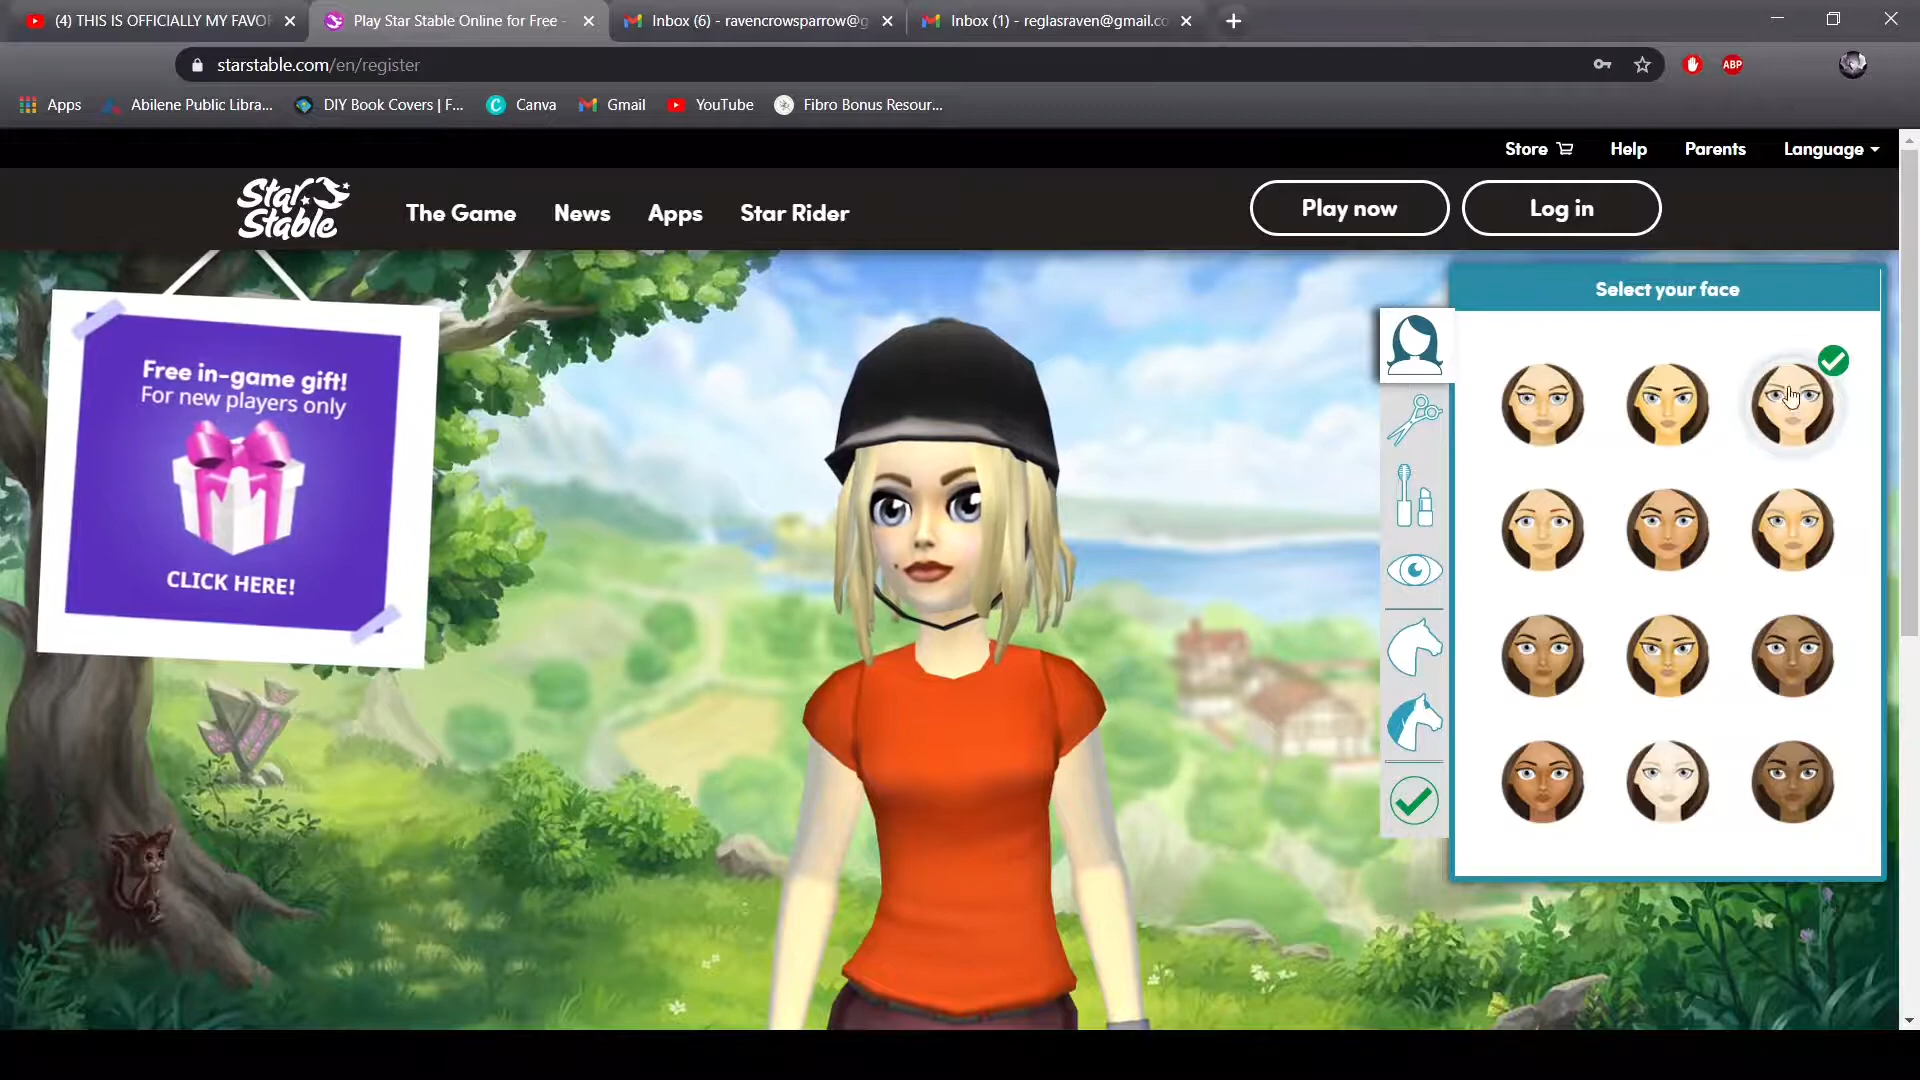 (4) THIS IS OFFICIALLY MY FAVO
Play Star Stable Online for Free -
Inbox (6) - ravencrowsparrow@g
Inbox (1) - reglasraven@gmail.co
starstable.com/en/register
ABP
Apps
Abilene Public Libra...
DIY Book Covers | F...
Canva
Gmail
YouTube
Fibro Bonus Resour...
Store
Help
Parents
Language
Star Stable
The Game
News
Apps
Star Rider
Play now
Log in
Select your face
Free in-game gift!
For new players only
CLICK HERE!